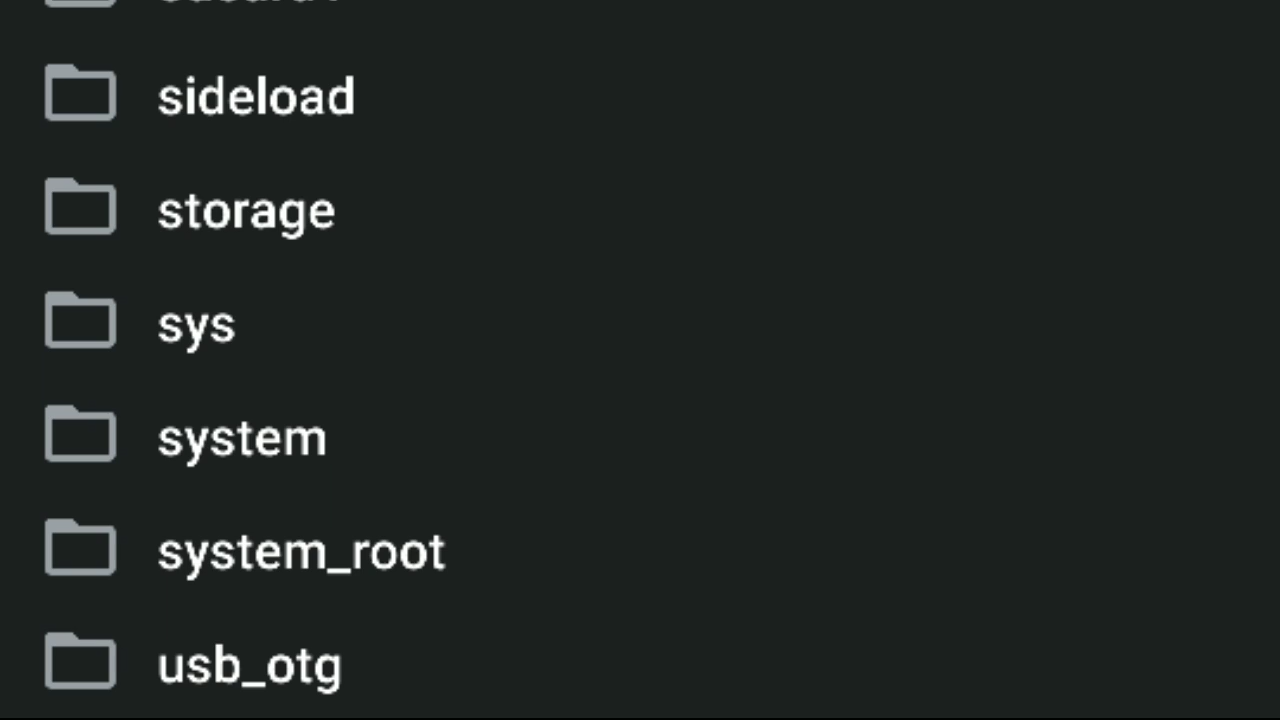 sideload
storage
sys
system
system_root
usb_otg